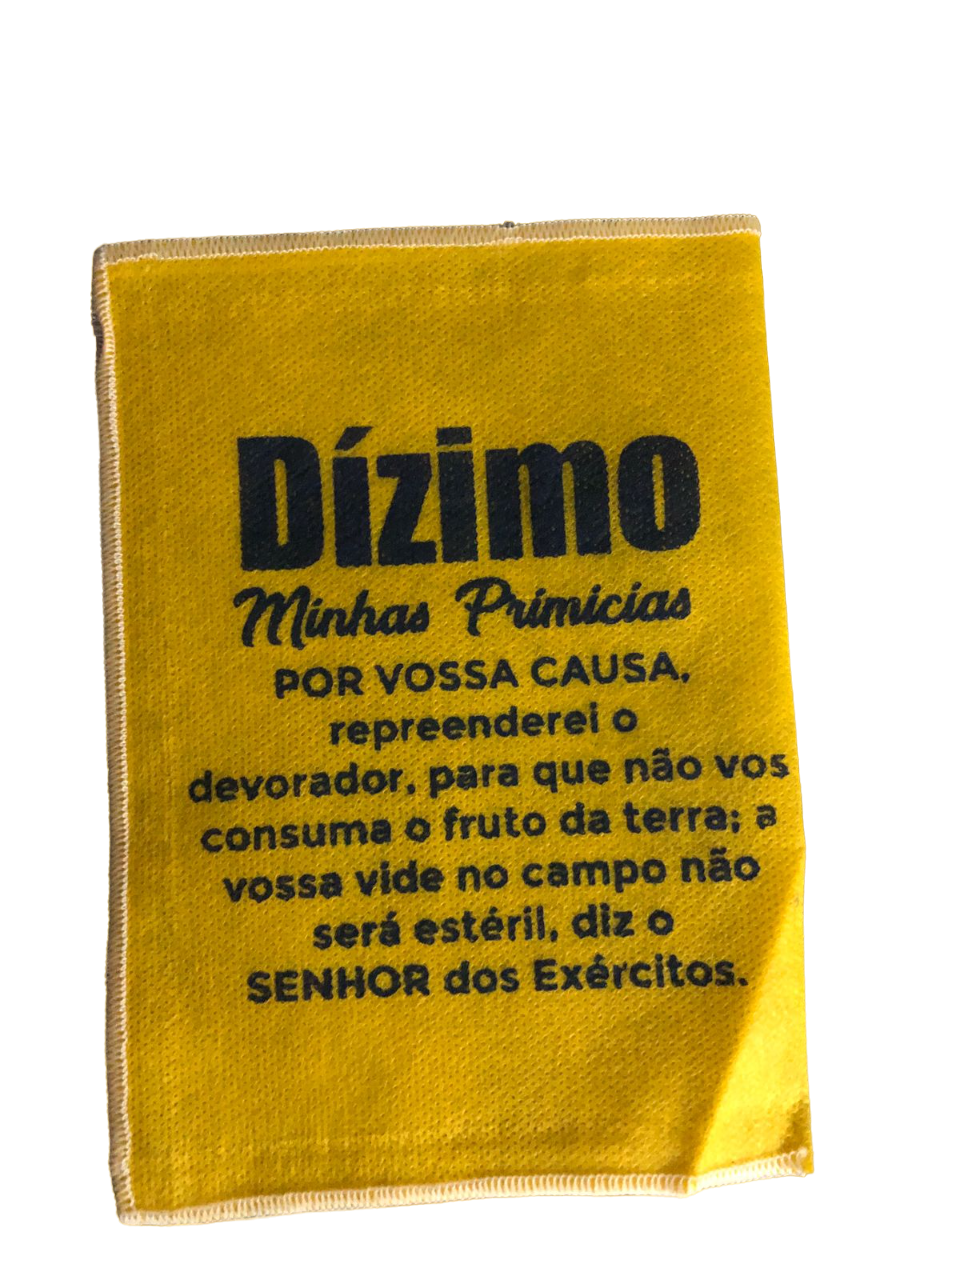 Dízimo
Minhas Primicias
POR VOSSA CAUSA,
repreenderei o
devorador, para que não vos
consuma o fruto da terra; a
vossa vide no campo não
será estéril, diz o
SENHOR dos Exércitos.